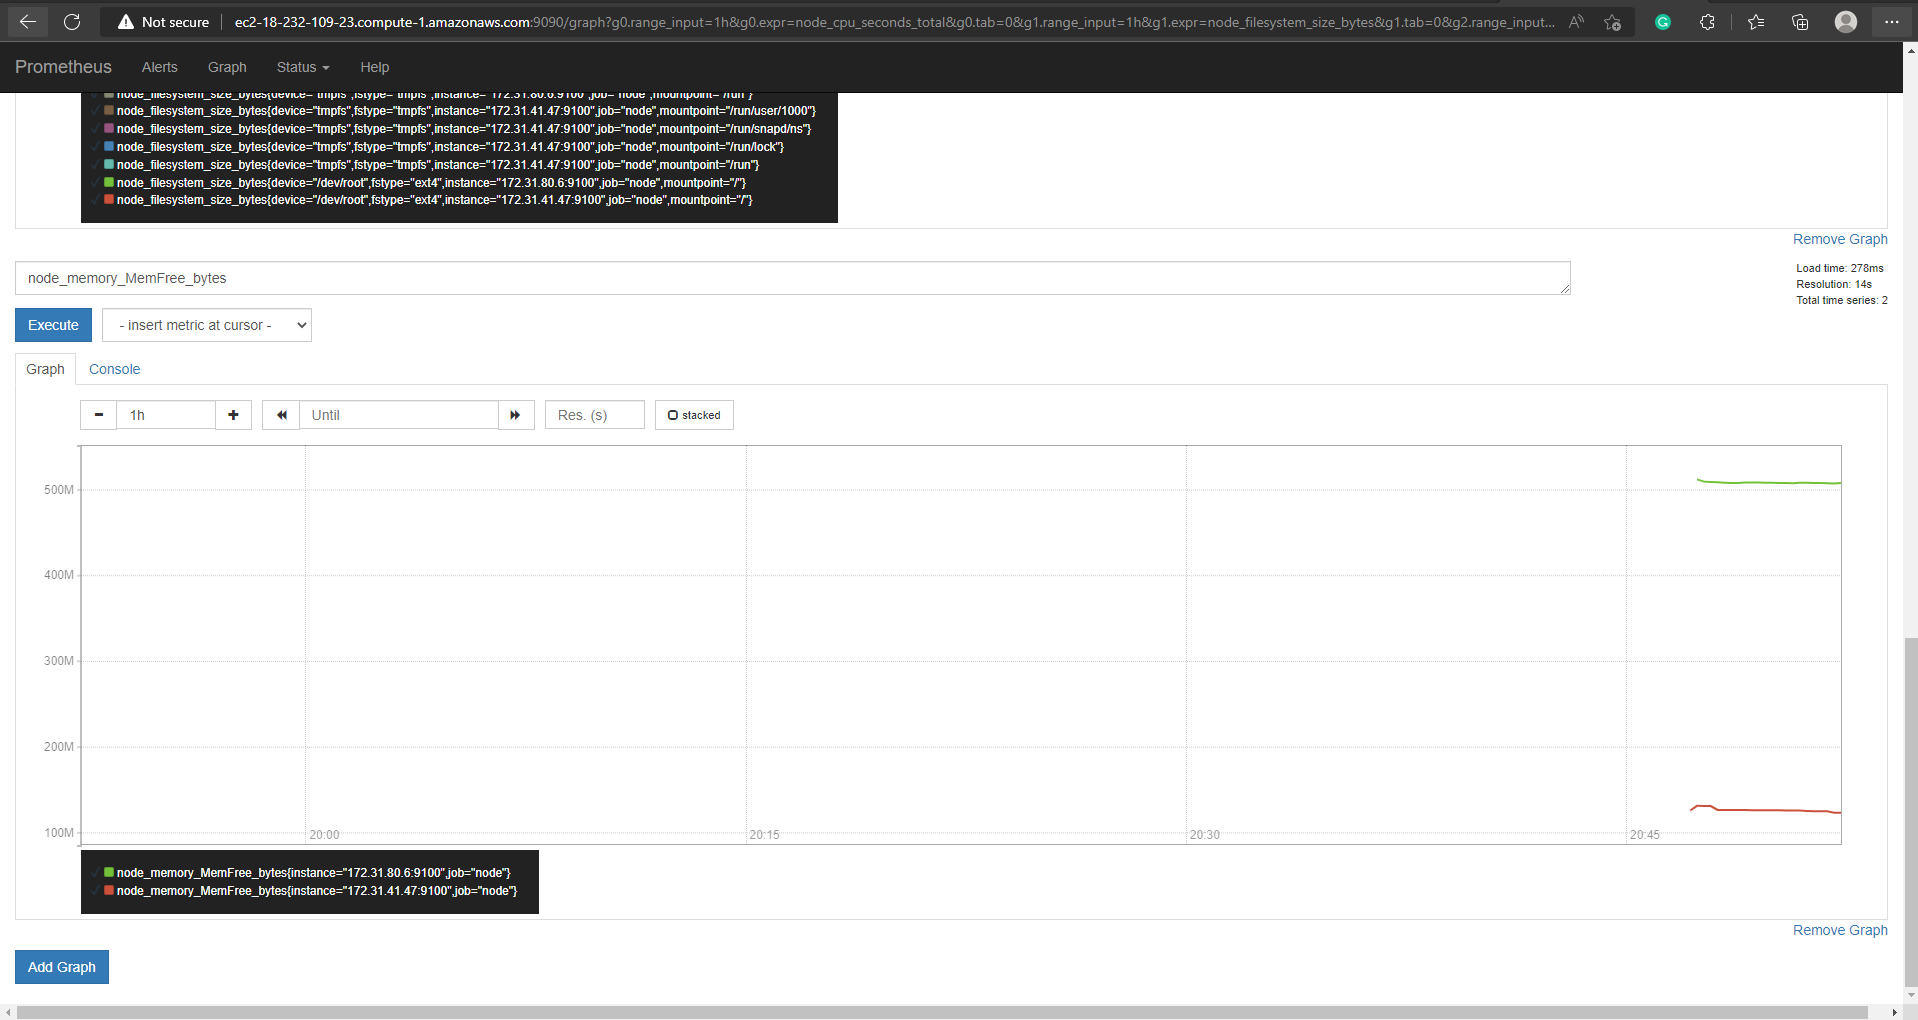 Not secure ec2-18-232-109-23.compute-1.amazonaws.com:9090/graph?g0.range_input=1h&g0.expr=node_cpu_seconds_total&g0.tab=0&g1.range_input=1h&g1.expr=node_filesystem_size_bytes&g1.tab=0&g2.range_input...
Prometheus Alerts Graph Status Help
node_filesystem_size_bytes{device="tmpfs",fstype="tmpfs",instance="172.31.80.6:9100",job="node",mountpoint="/run"}
node_filesystem_size_bytes{device="tmpfs",fstype="tmpfs",instance="172.31.41.47:9100",job="node",mountpoint="/run/user/1000"}
node_filesystem_size_bytes{device="tmpfs",fstype="tmpfs",instance="172.31.41.47:9100",job="node",mountpoint="/run/snapd/ns"}
node_filesystem_size_bytes{device="tmpfs",fstype="tmpfs",instance="172.31.41.47:9100",job="node",mountpoint="/run/lock"}
node_filesystem_size_bytes{device="tmpfs",fstype="tmpfs",instance="172.31.41.47:9100",job="node",mountpoint="/run"}
node_filesystem_size_bytes{device="/dev/root",fstype="ext4",instance="172.31.80.6:9100",job="node",mountpoint="/"}
node_filesystem_size_bytes{device="/dev/root",fstype="ext4",instance="172.31.41.47:9100",job="node",mountpoint="/"}
Remove Graph
node_memory_MemFree_bytes
Load time: 278ms
Resolution: 14s
Total time series: 2
Execute - insert metric at cursor -
Graph Console
1h Until Res. (s) stacked
500M
400M
300M
200M
100M
20:00 20:15 20:30 20:45
node_memory_MemFree_bytes{instance="172.31.80.6:9100",job="node"}
node_memory_MemFree_bytes{instance="172.31.41.47:9100",job="node"}
Remove Graph
Add Graph